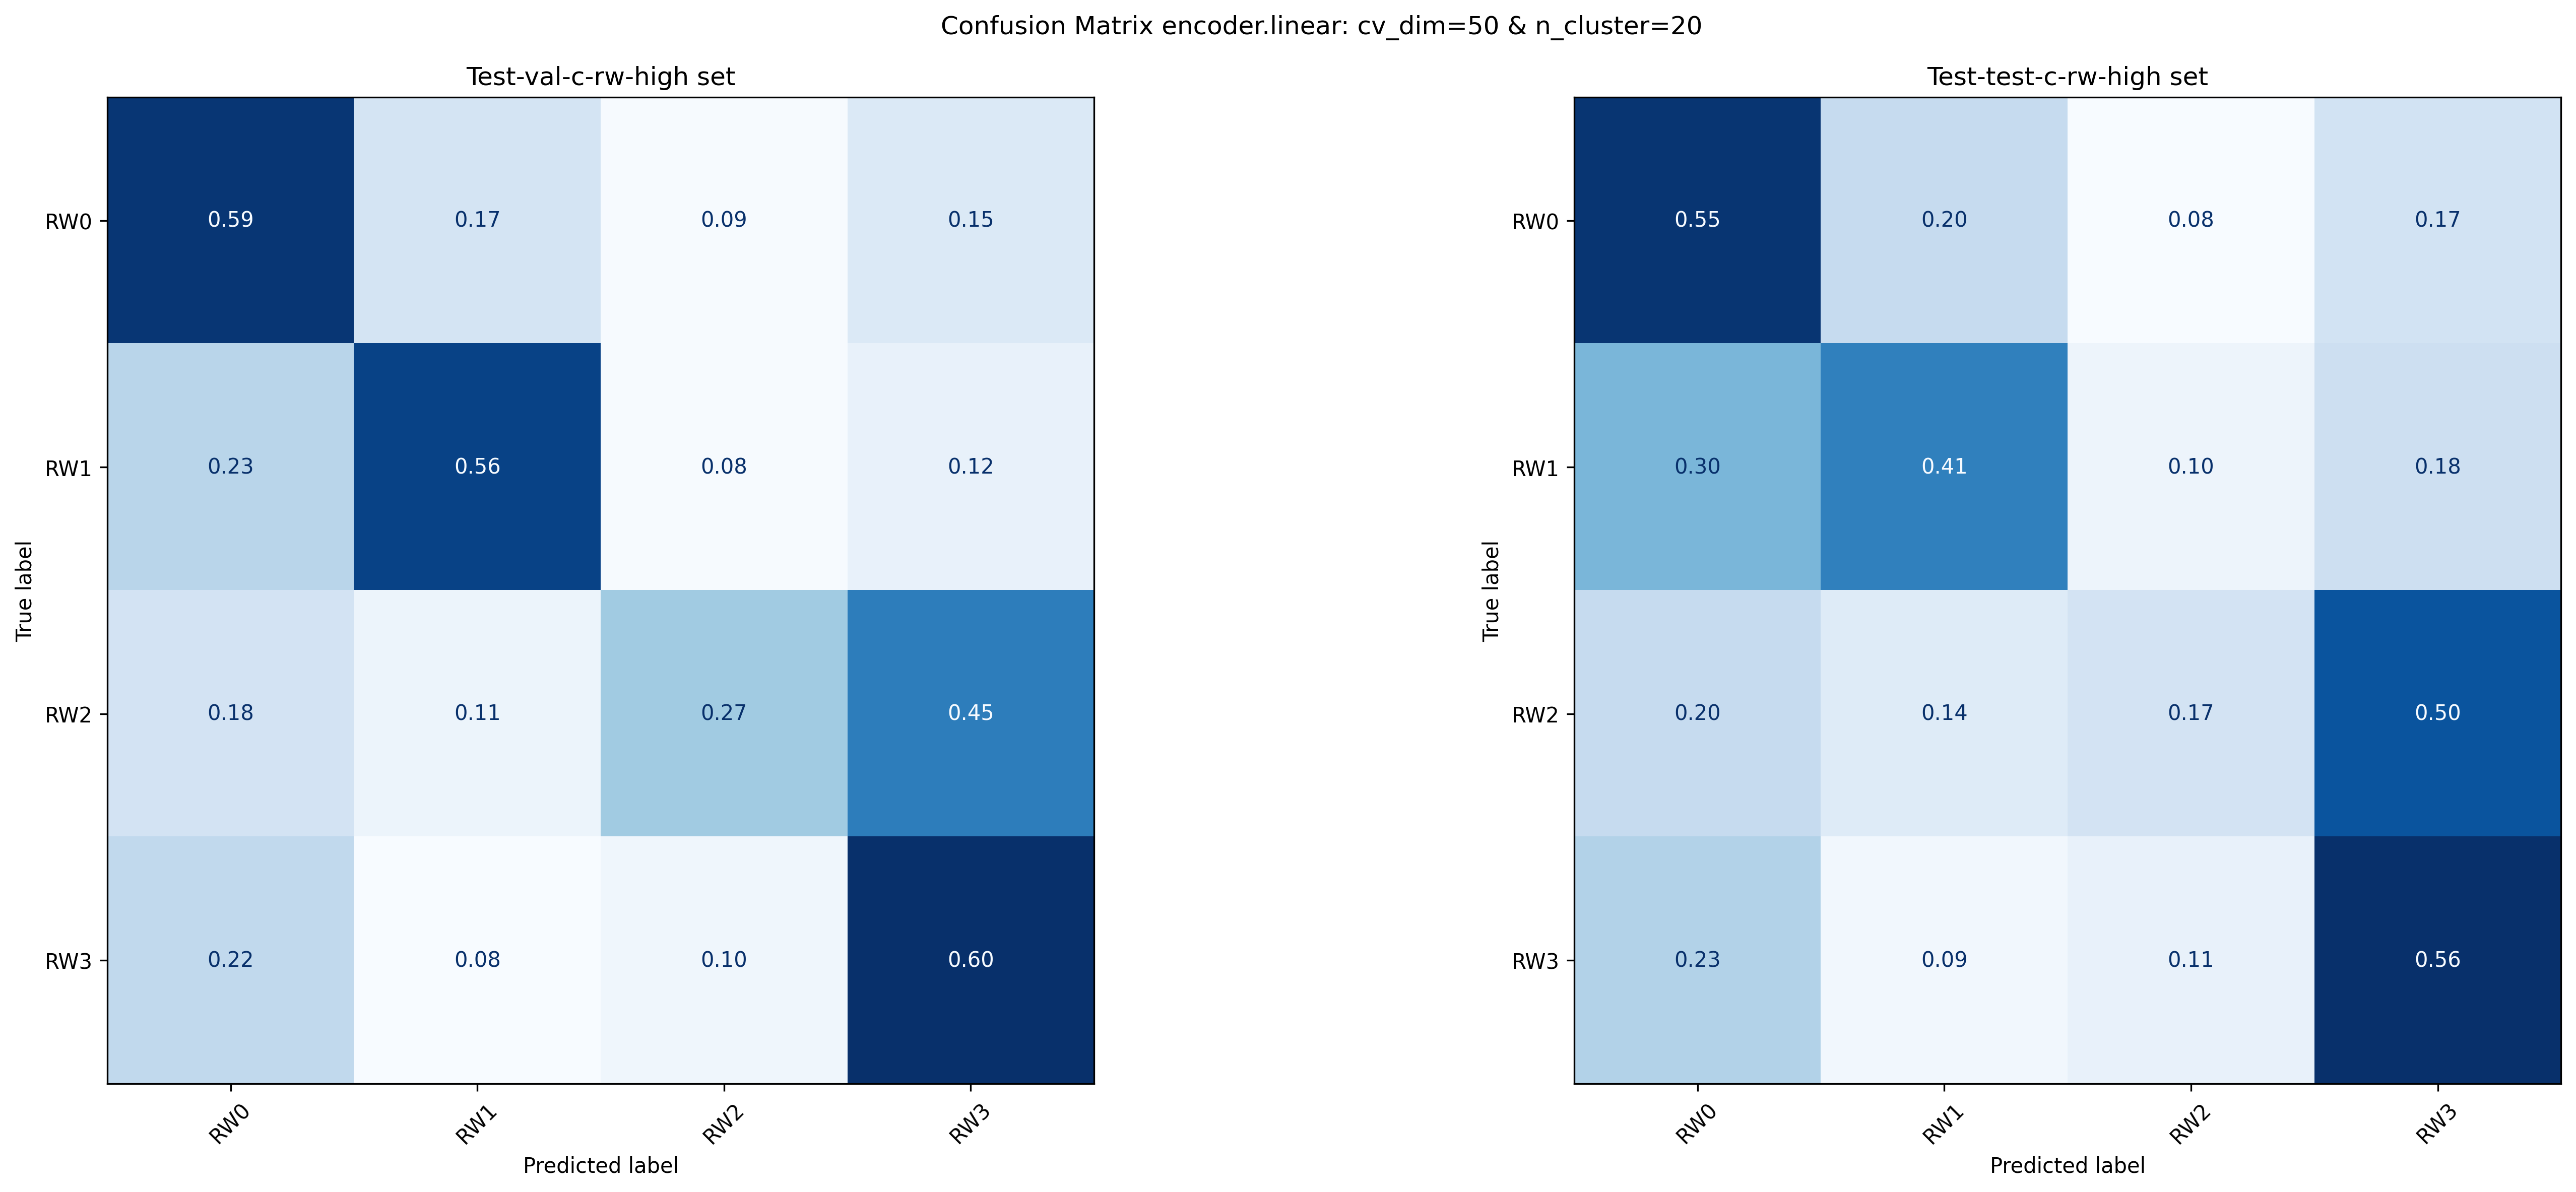 Confusion Matrix encoder.linear: cv_dim=50 & n_cluster=20
Test-val-c-rw-high set
True label
RW0 0.59 0.17 0.09 0.15
RW1 0.23 0.56 0.08 0.12
RW2 0.18 0.11 0.27 0.45
RW3 0.22 0.08 0.10 0.60
RW0 RW1 RW2 RW3
Predicted label
Test-test-c-rw-high set
True label
RW0 0.55 0.20 0.08 0.17
RW1 0.30 0.41 0.10 0.18
RW2 0.20 0.14 0.17 0.50
RW3 0.23 0.09 0.11 0.56
RW0 RW1 RW2 RW3
Predicted label